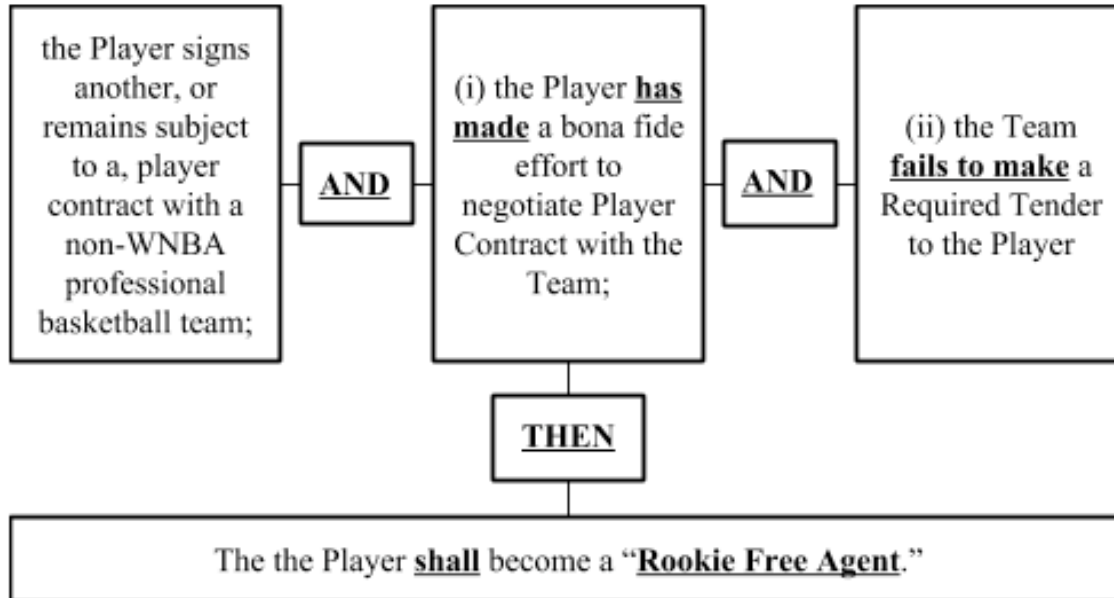 the Player signs
another, or
remains subject
to a, player
contract with a
non-WNBA
professional
basketball team;
AND
(i) the Player has
made a bona fide
effort to
negotiate Player
Contract with the
Team;
AND
(ii) the Team
fails to make a
Required Tender
to the Player
THEN
The the Player shall become a “Rookie Free Agent.”